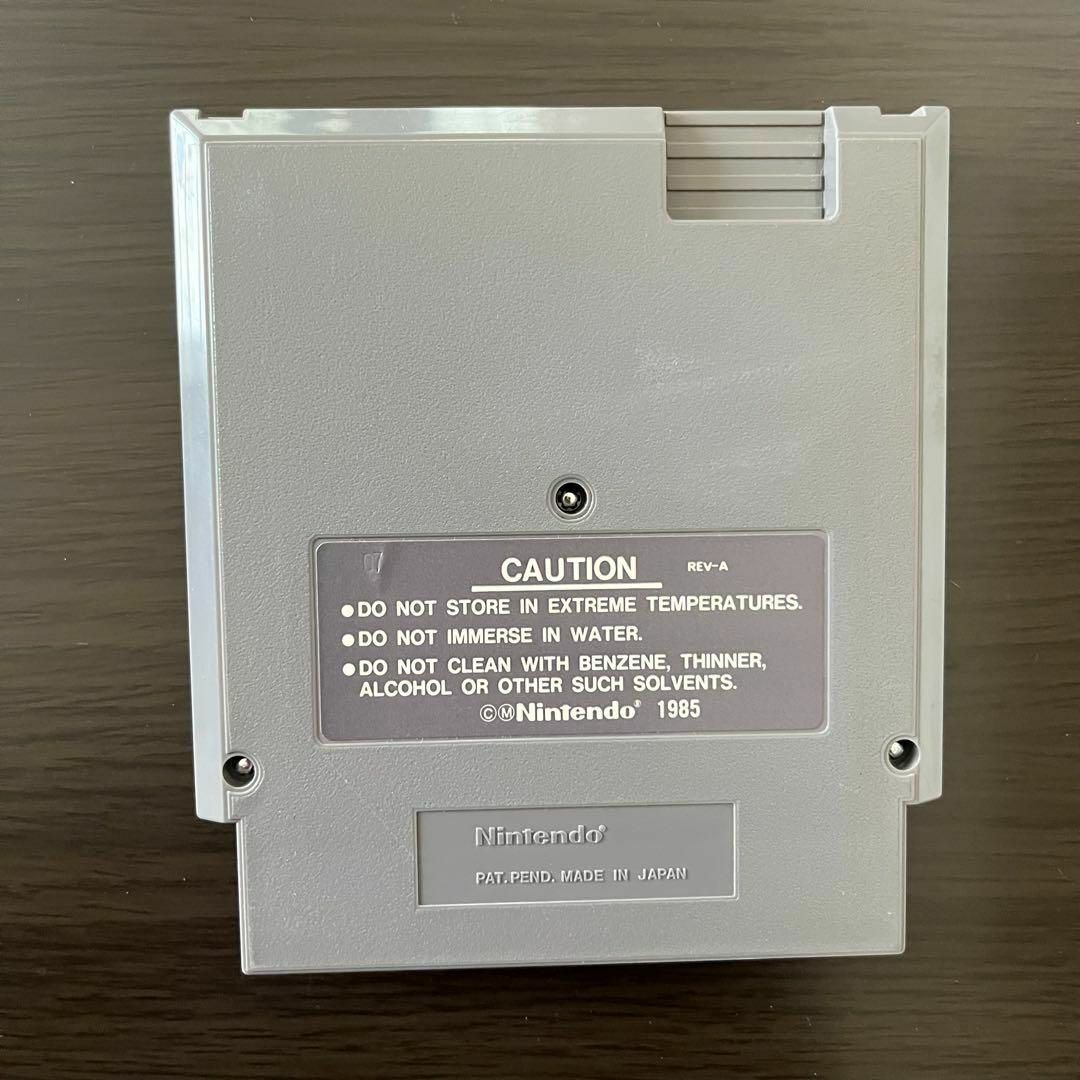 07
CAUTION REV-A
●DO NOT STORE IN EXTREME TEMPERATURES.
●DO NOT IMMERSE IN WATER.
●DO NOT CLEAN WITH BENZENE, THINNER,
ALCOHOL OR OTHER SUCH SOLVENTS.
©ⓂNintendo® 1985
Nintendo®
PAT. PEND. MADE IN JAPAN